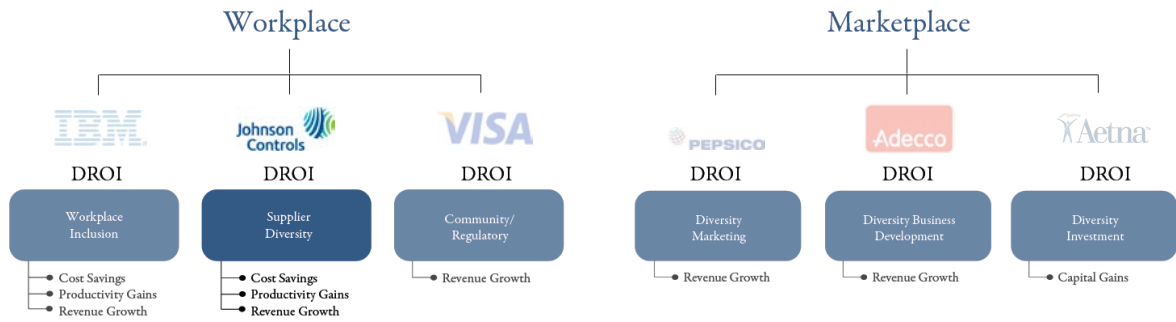 Workplace
Marketplace
IBM
Johnson
Controls
VISA
PEPSICO
Adecco
Aetna
DROI
DROI
DROI
DROI
DROI
DROI
Workplace
Inclusion
Supplier
Diversity
Community/
Regulatory
Diversity
Marketing
Diversity Business
Development
Diversity
Investment
Cost Savings
Productivity Gains
Revenue Growth
Cost Savings
Productivity Gains
Revenue Growth
Revenue Growth
Revenue Growth
Revenue Growth
Capital Gains